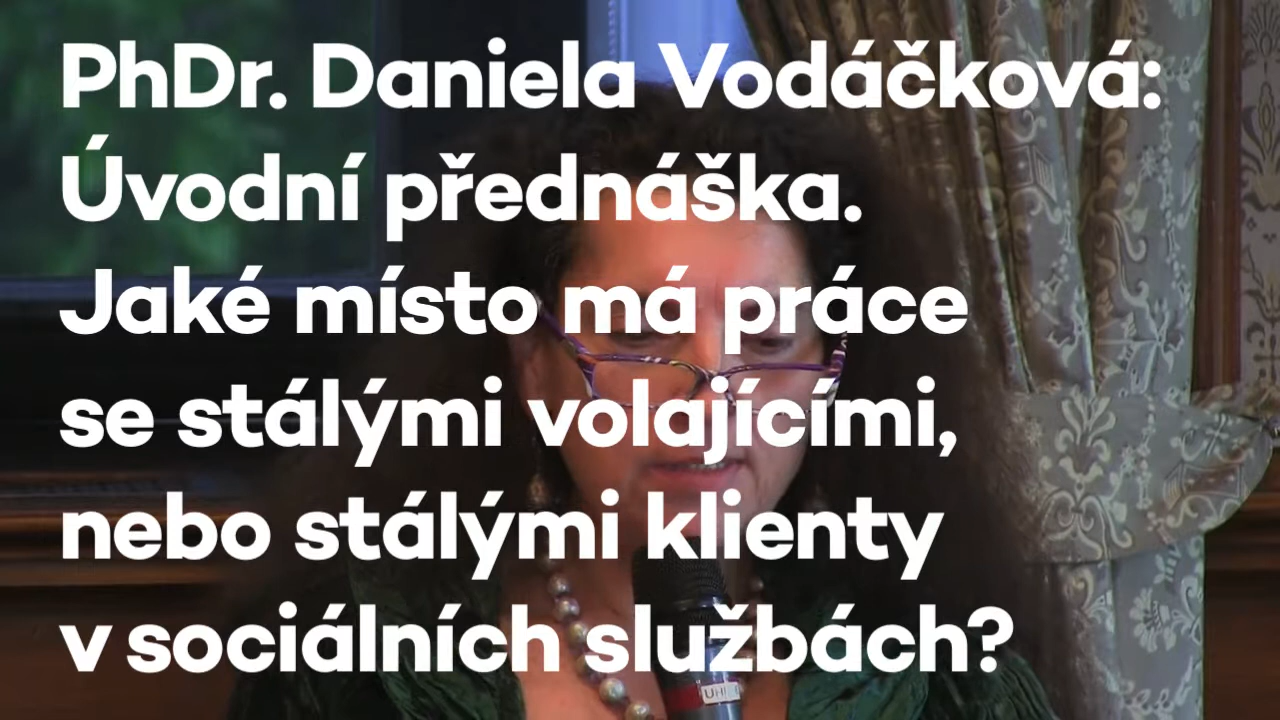 PhDr. Daniela Vodáčková:
Úvodní přednáška.
Jaké místo má práce
se stálými volajícími,
nebo stálými klienty
v sociálních službách?